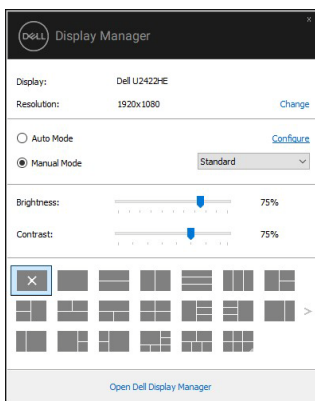 x
DELL Display Manager
Display: Dell U2422HE
Resolution: 1920x1080 Change
Auto Mode Configure
Manual Mode Standard
Brightness: 75%
Contrast: 75%
Open Dell Display Manager